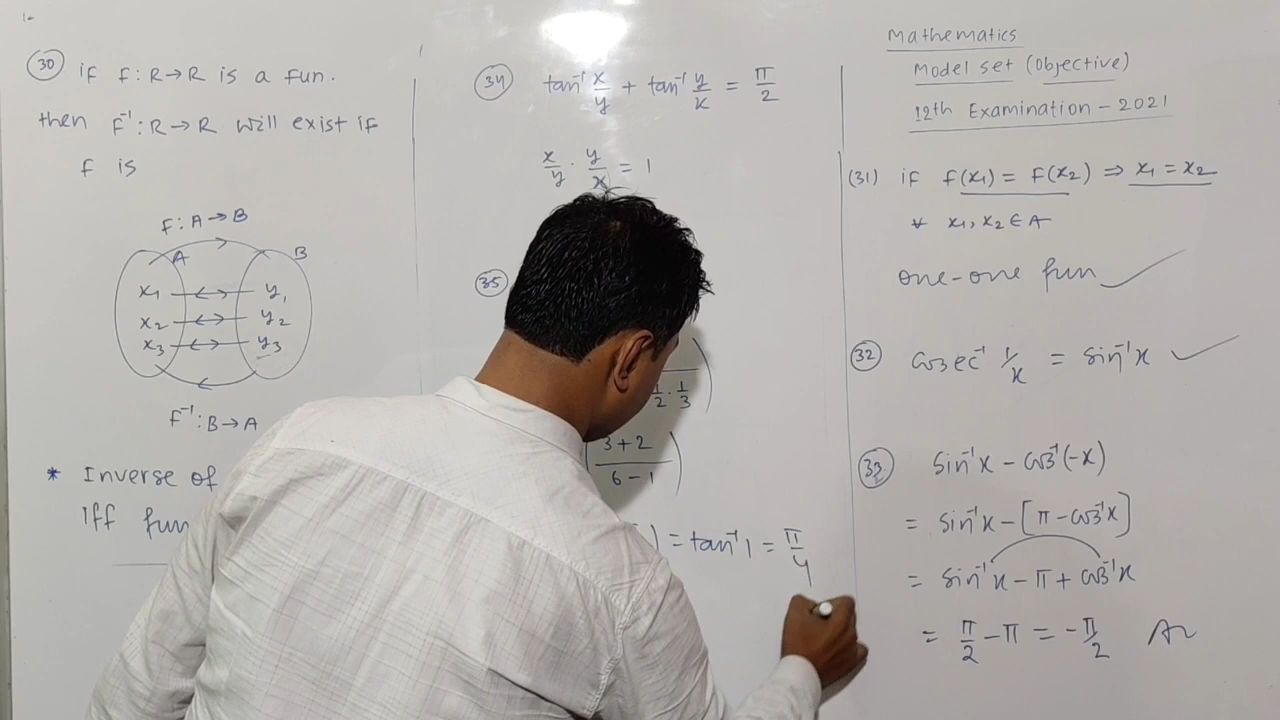 (30) if f : R→R is a fun.
then f⁻¹ : R→R will exist if
f is
f : A→B
A B
x₁ y₁
x₂ y₂
x₃ y₃
f⁻¹ : B→A
* Inverse of
iff fun
(34) tan⁻¹ x/y + tan⁻¹ y/x = π/2
x/y · y/x = 1
(35)
1/2 · 1/3 )
( 3+2 / 6-1 )
) = tan⁻¹ 1 = π/4
Mathematics
Model set (Objective)
12th Examination - 2021
(31) if f(x₁) = f(x₂) ⇒ x₁ = x₂
∀ x₁, x₂ ∈ A
one-one fun ✓
(32) cosec⁻¹ 1/x = sin⁻¹x ✓
(33) sin⁻¹x - cos⁻¹(-x)
= sin⁻¹x - [π - cos⁻¹x]
= sin⁻¹x - π + cos⁻¹x
= π/2 - π = -π/2